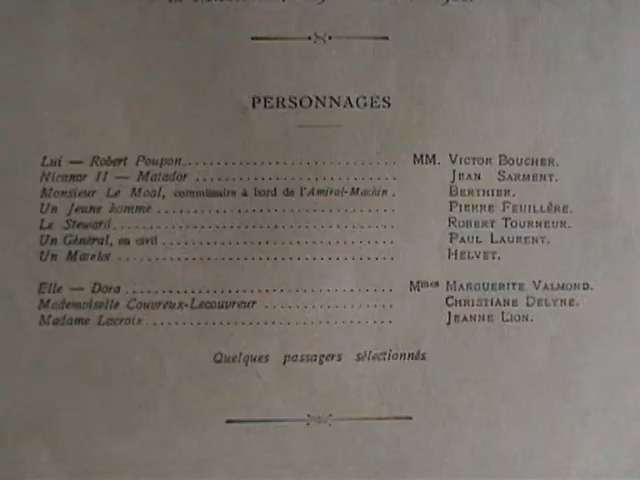 PERSONNAGES
Lui — Robert Poupon........................ MM. VICTOR BOUCHER.
Nicanor II — Matador ........................ JEAN SARMENT.
Monsieur Le Moal, commissaire à bord de l'Amiral-Machin . BERTHIER.
Un Jeune homme ........................ PIERRE FEUILLÈRE.
Le Steward........................ ROBERT TOURNEUR.
Un Général, en civil ........................ PAUL LAURENT.
Un Matelot ........................ HELVET.
Elle — Dora ........................ Mmes MARGUERITE VALMOND.
Mademoiselle Couvreux-Lecouvreur ................ CHRISTIANE DELYNE.
Madame Lacroix........................ JEANNE LION.
Quelques passagers sélectionnés